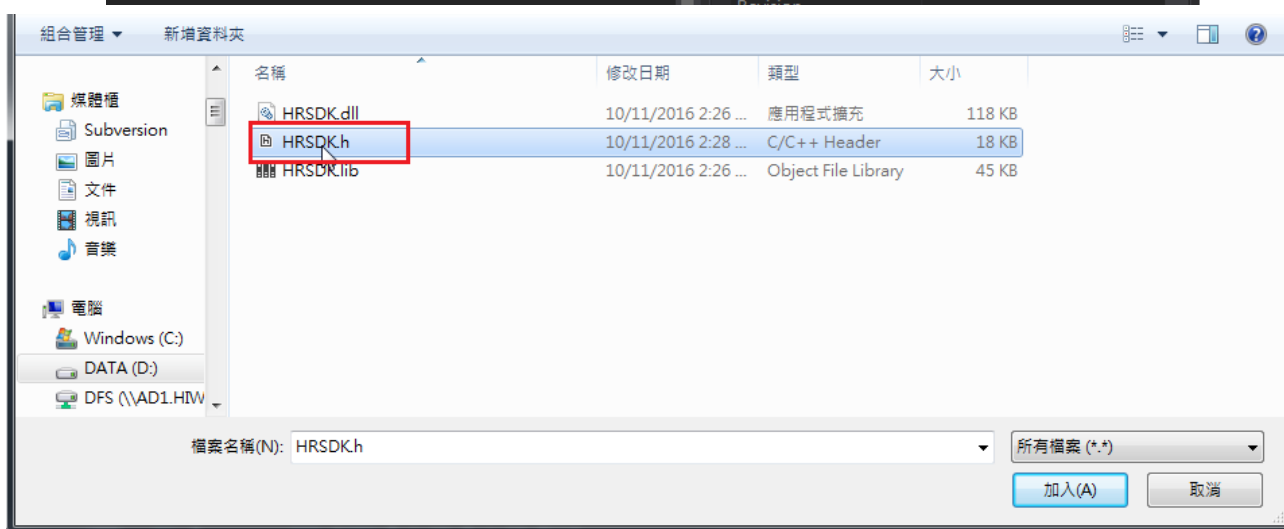 Revision
組合管理 ▼ 新增資料夾
名稱 修改日期 類型 大小
媒體櫃
Subversion
圖片
文件
視訊
音樂
電腦
Windows (C:)
DATA (D:)
DFS (\\AD1.HIW
HRSDK.dll 10/11/2016 2:26 ... 應用程式擴充 118 KB
HRSDK.h 10/11/2016 2:28 ... C/C++ Header 18 KB
HRSDK.lib 10/11/2016 2:26 ... Object File Library 45 KB
檔案名稱(N): HRSDK.h 所有檔案 (*.*)
加入(A) 取消